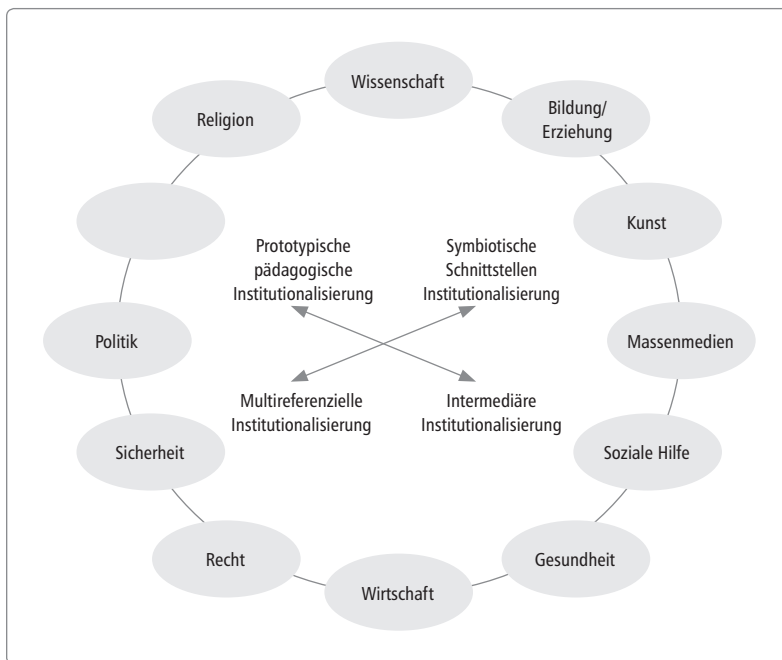 Wissenschaft
Religion
Bildung/
Erziehung
Kunst
Prototypische
pädagogische
Institutionalisierung
Symbiotische
Schnittstellen
Institutionalisierung
Politik
Massenmedien
Multireferenzielle
Institutionalisierung
Intermediäre
Institutionalisierung
Sicherheit
Soziale Hilfe
Recht
Gesundheit
Wirtschaft